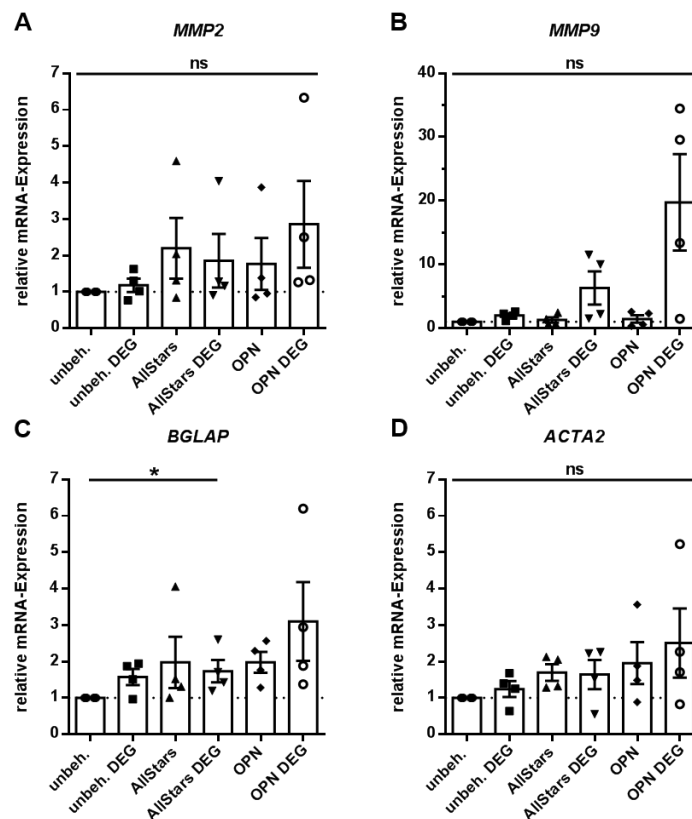 A
MMP2
ns
relative mRNA-Expression
7
6
5
4
3
2
1
0
unbeh.
unbeh. DEG
AllStars
AllStars DEG
OPN
OPN DEG
B
MMP9
ns
relative mRNA-Expression
40
30
20
10
0
unbeh.
unbeh. DEG
AllStars
AllStars DEG
OPN
OPN DEG
C
BGLAP
*
relative mRNA-Expression
7
6
5
4
3
2
1
0
unbeh.
unbeh. DEG
AllStars
AllStars DEG
OPN
OPN DEG
D
ACTA2
ns
relative mRNA-Expression
7
6
5
4
3
2
1
0
unbeh.
unbeh. DEG
AllStars
AllStars DEG
OPN
OPN DEG